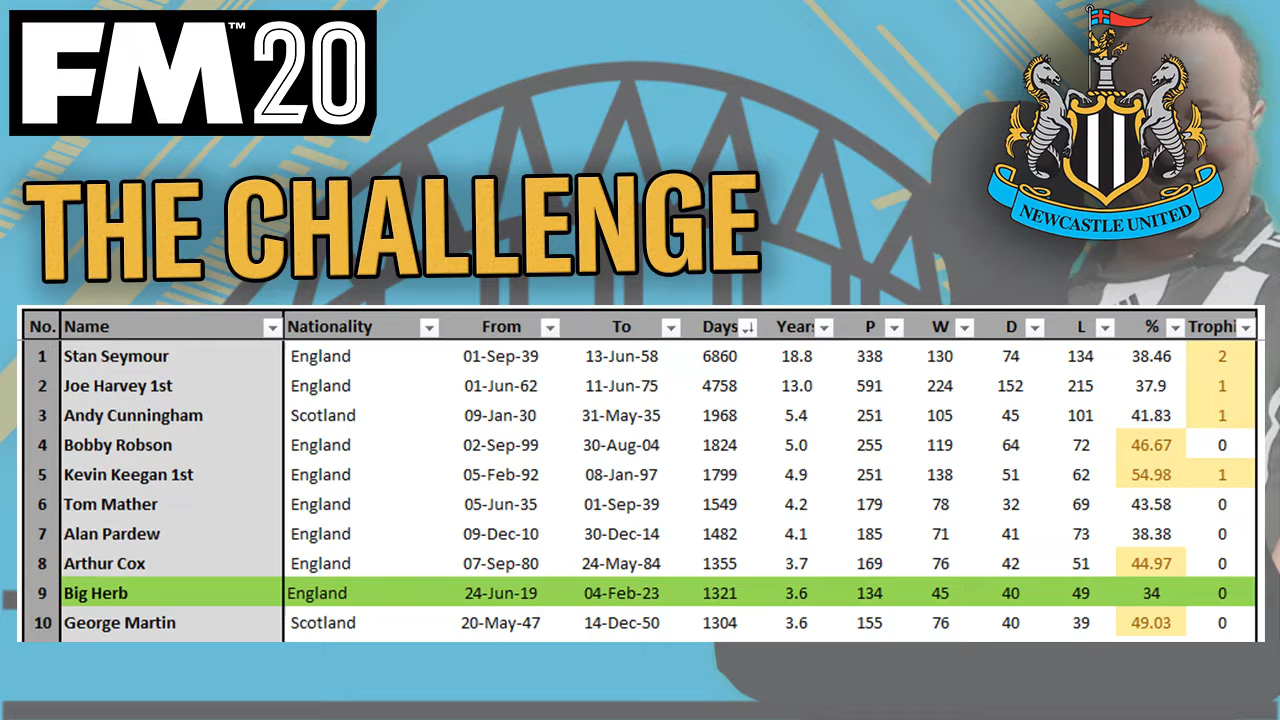 FM™20
NEWCASTLE UNITED
THE CHALLENGE
No. Name Nationality From To Days Years P W D L % Trophi
1 Stan Seymour England 01-Sep-39 13-Jun-58 6860 18.8 338 130 74 134 38.46 2
2 Joe Harvey 1st England 01-Jun-62 11-Jun-75 4758 13.0 591 224 152 215 37.9 1
3 Andy Cunningham Scotland 09-Jan-30 31-May-35 1968 5.4 251 105 45 101 41.83 1
4 Bobby Robson England 02-Sep-99 30-Aug-04 1824 5.0 255 119 64 72 46.67 0
5 Kevin Keegan 1st England 05-Feb-92 08-Jan-97 1799 4.9 251 138 51 62 54.98 1
6 Tom Mather England 05-Jun-35 01-Sep-39 1549 4.2 179 78 32 69 43.58 0
7 Alan Pardew England 09-Dec-10 30-Dec-14 1482 4.1 185 71 41 73 38.38 0
8 Arthur Cox England 07-Sep-80 24-May-84 1355 3.7 169 76 42 51 44.97 0
9 Big Herb England 24-Jun-19 04-Feb-23 1321 3.6 134 45 40 49 34 0
10 George Martin Scotland 20-May-47 14-Dec-50 1304 3.6 155 76 40 39 49.03 0